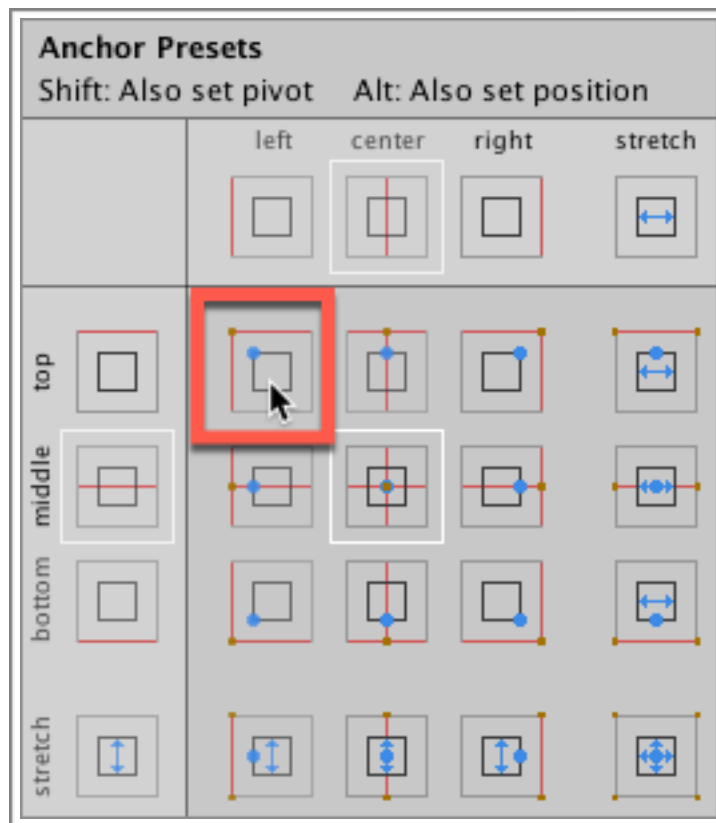 Anchor Presets
Shift: Also set pivot Alt: Also set position
left center right stretch
top
middle
bottom
stretch